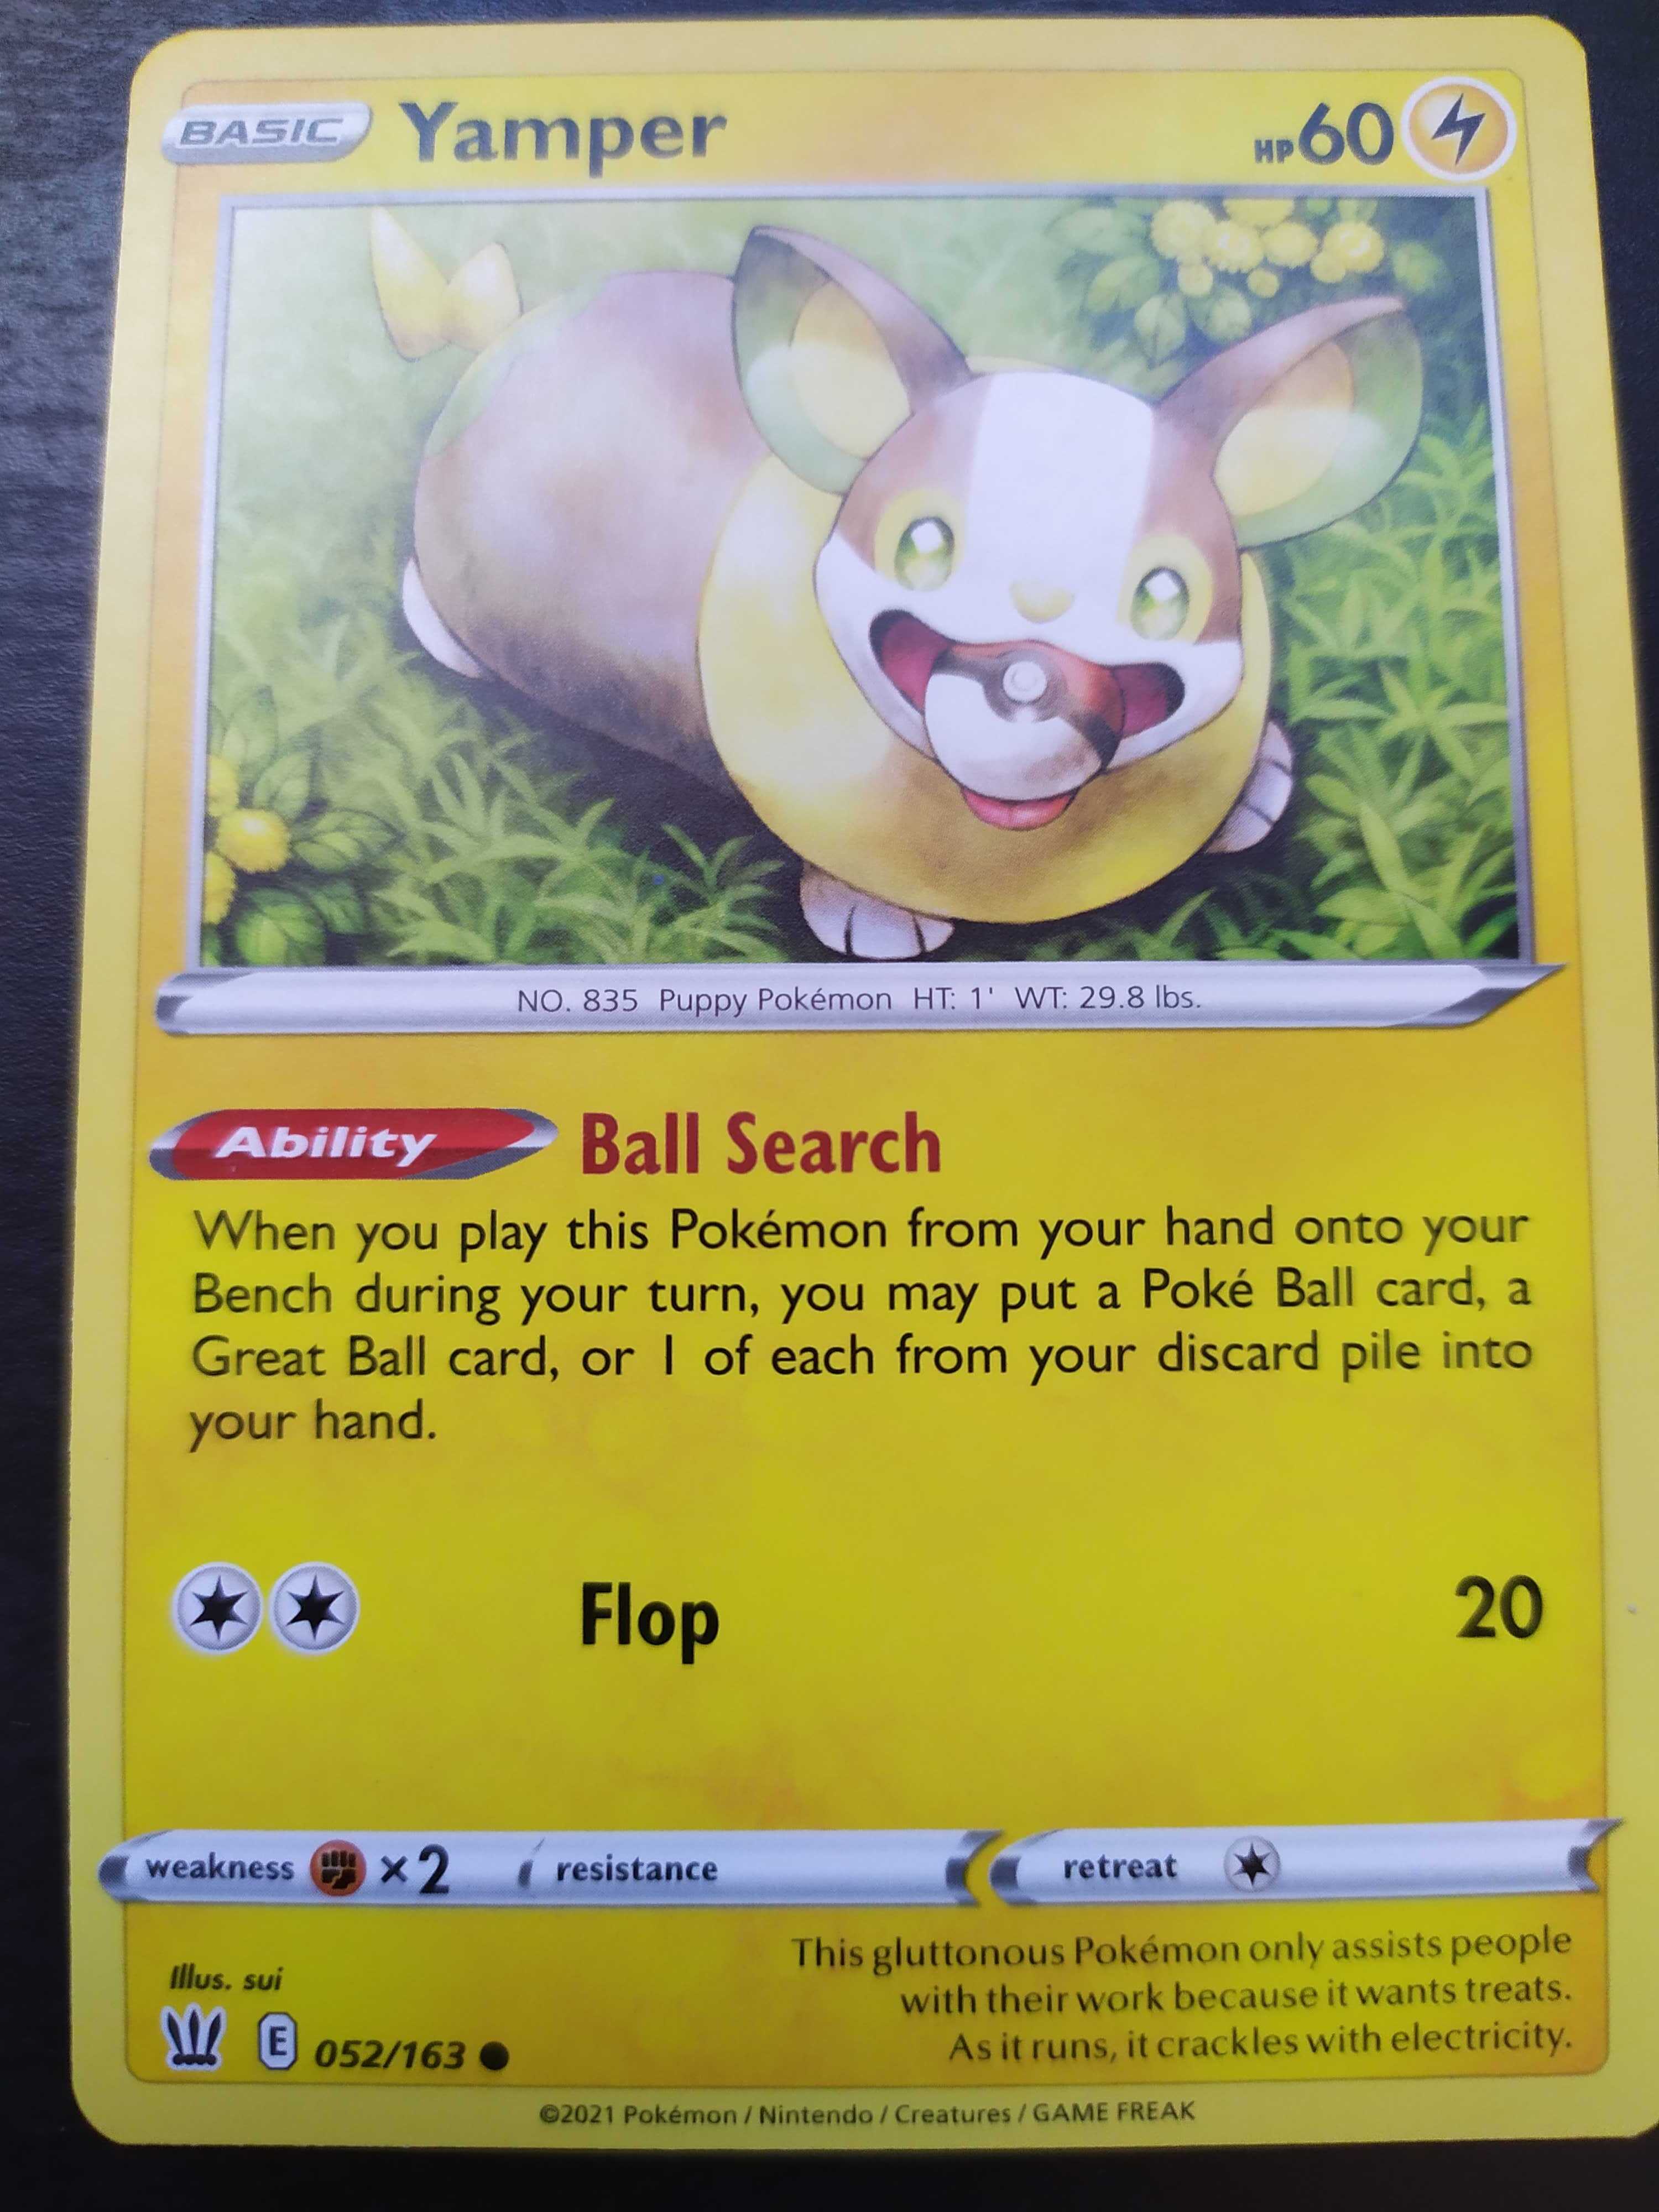 BASIC Yamper HP 60
NO. 835 Puppy Pokémon HT: 1' WT: 29.8 lbs.
Ability Ball Search
When you play this Pokémon from your hand onto your
Bench during your turn, you may put a Poké Ball card, a
Great Ball card, or 1 of each from your discard pile into
your hand.
Flop 20
weakness ×2 resistance retreat
This gluttonous Pokémon only assists people
with their work because it wants treats.
As it runs, it crackles with electricity.
Illus. sui
E 052/163
©2021 Pokémon / Nintendo / Creatures / GAME FREAK